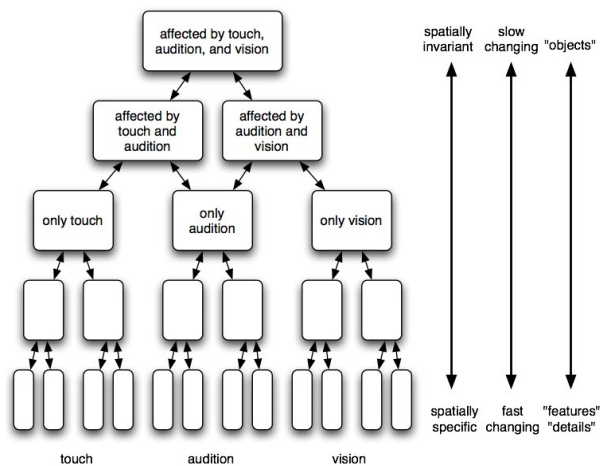 affected by touch,
audition, and vision
spatially
invariant
slow
changing
"objects"
affected by
touch and
audition
affected by
audition and
vision
only touch
only
audition
only vision
spatially
specific
fast
changing
"features"
"details"
touch
audition
vision